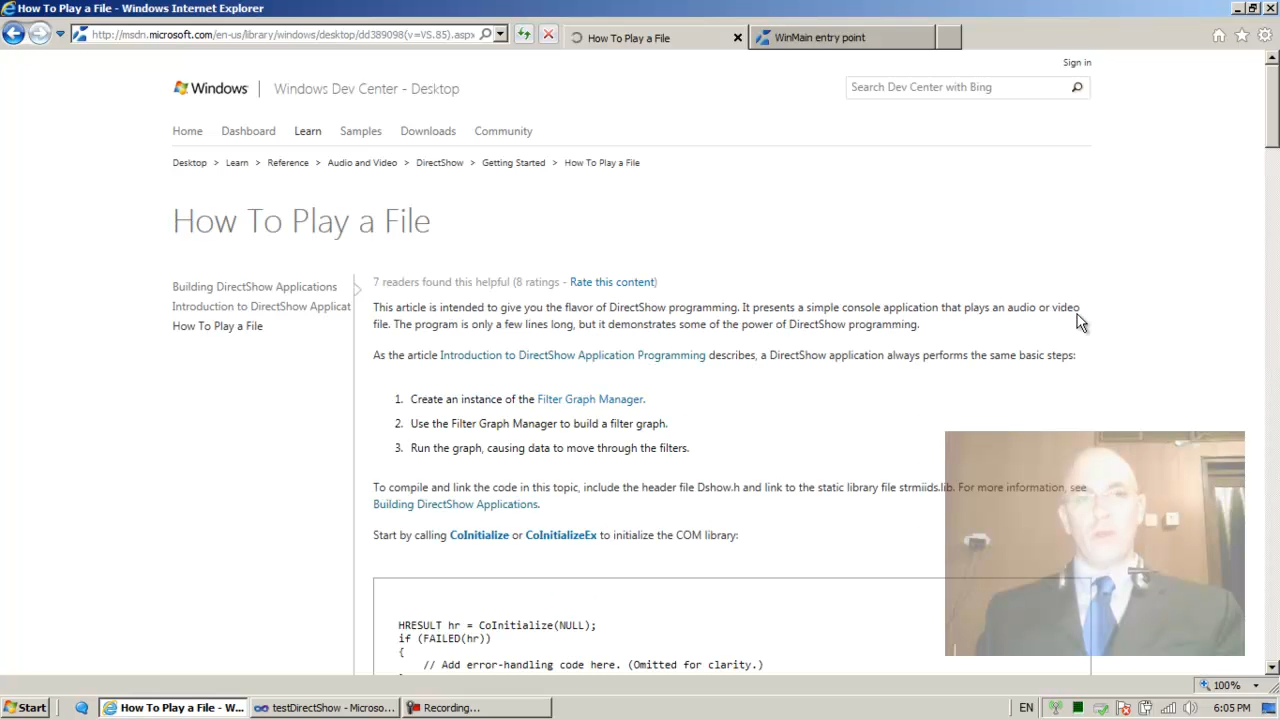 How To Play a File - Windows Internet Explorer
http://msdn.microsoft.com/en-us/library/windows/desktop/dd389098(v=VS.85).aspx
How To Play a File
WinMain entry point
Sign in
Windows
Windows Dev Center - Desktop
Search Dev Center with Bing
Home Dashboard Learn Samples Downloads Community
Desktop > Learn > Reference > Audio and Video > DirectShow > Getting Started > How To Play a File
How To Play a File
Building DirectShow Applications
Introduction to DirectShow Applicat
How To Play a File
7 readers found this helpful (8 ratings - Rate this content)
This article is intended to give you the flavor of DirectShow programming. It presents a simple console application that plays an audio or video
file. The program is only a few lines long, but it demonstrates some of the power of DirectShow programming.
As the article Introduction to DirectShow Application Programming describes, a DirectShow application always performs the same basic steps:
1. Create an instance of the Filter Graph Manager.
2. Use the Filter Graph Manager to build a filter graph.
3. Run the graph, causing data to move through the filters.
To compile and link the code in this topic, include the header file Dshow.h and link to the static library file strmiids.lib. For more information, see
Building DirectShow Applications.
Start by calling CoInitialize or CoInitializeEx to initialize the COM library:
HRESULT hr = CoInitialize(NULL);
if (FAILED(hr))
{
// Add error-handling code here. (Omitted for clarity.)
100%
Start
How To Play a File - W...
testDirectShow - Microso...
Recording...
EN
6:05 PM